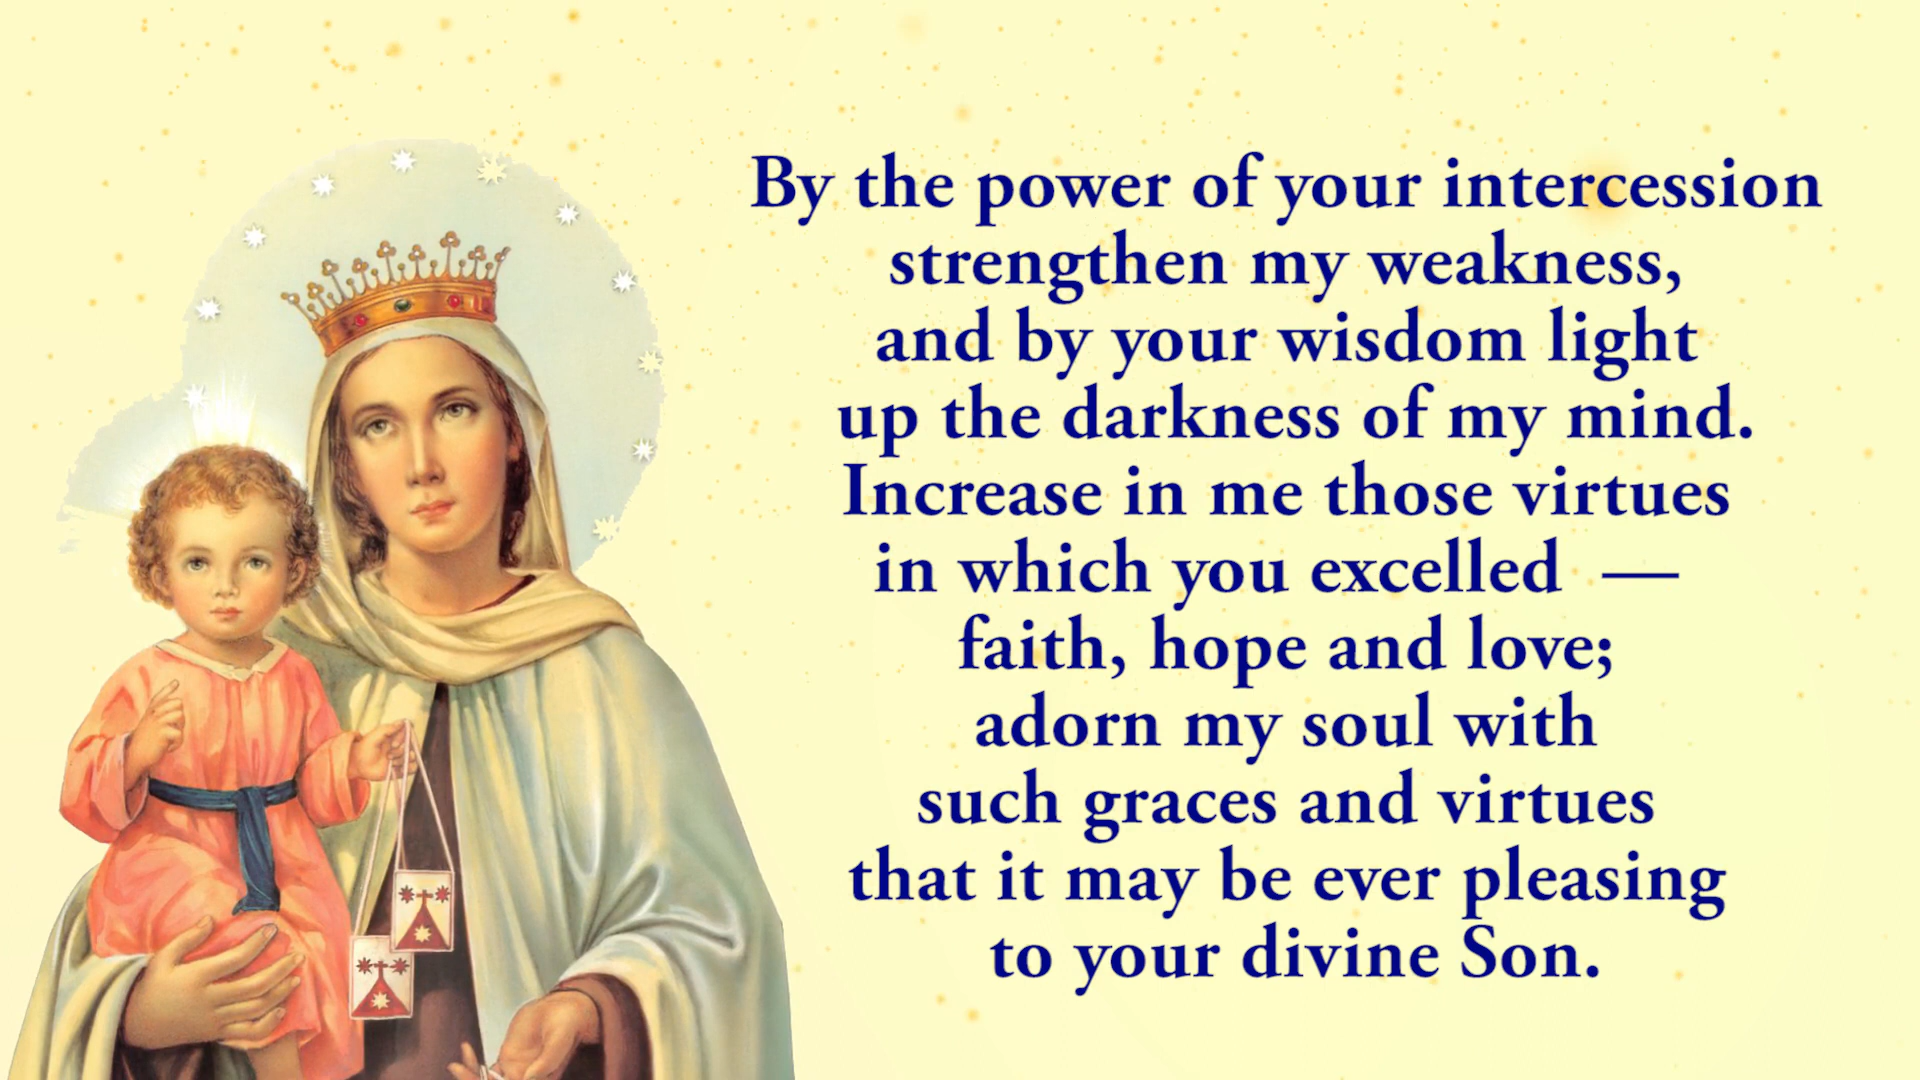 By the power of your intercession
strengthen my weakness,
and by your wisdom light
up the darkness of my mind.
Increase in me those virtues
in which you excelled —
faith, hope and love;
adorn my soul with
such graces and virtues
that it may be ever pleasing
to your divine Son.